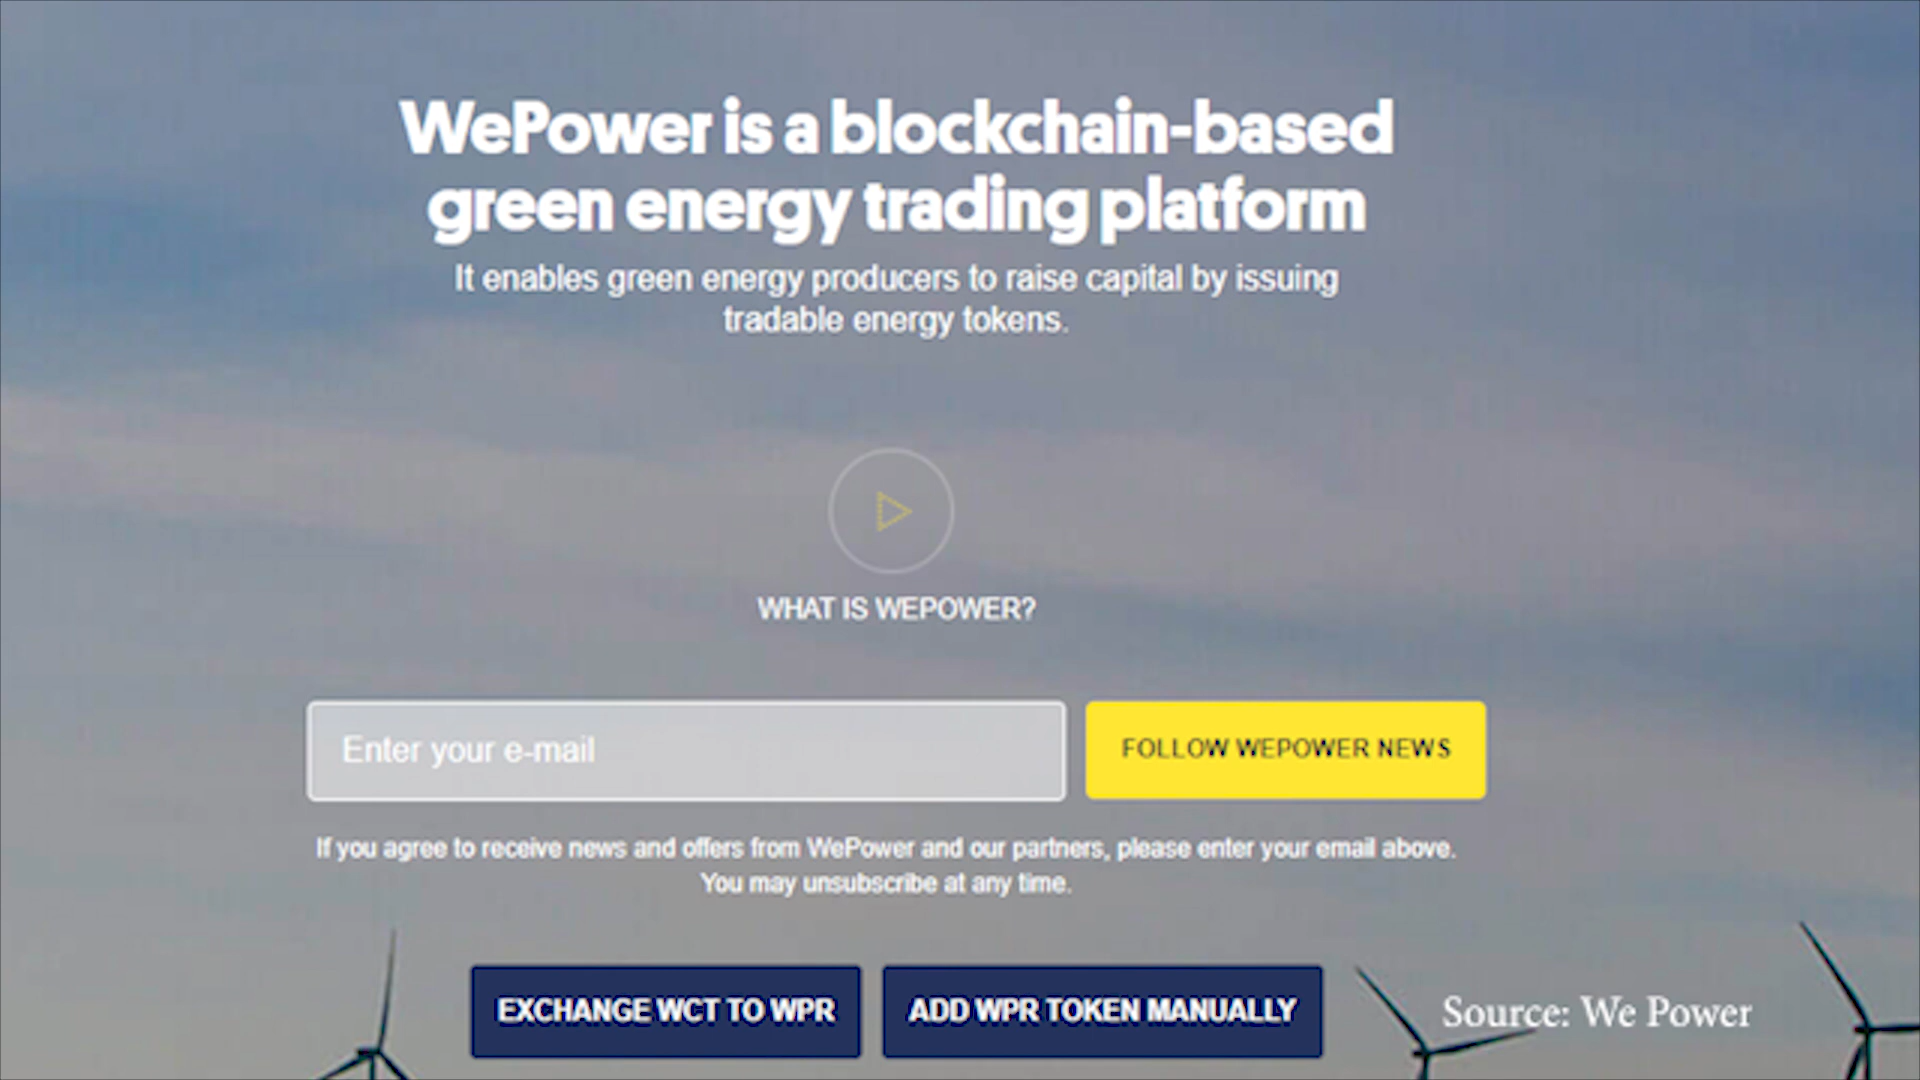 WePower is a blockchain-based
green energy trading platform
It enables green energy producers to raise capital by issuing
tradable energy tokens.
WHAT IS WEPOWER?
Enter your e-mail
FOLLOW WEPOWER NEWS
If you agree to receive news and offers from WePower and our partners, please enter your email above.
You may unsubscribe at any time.
EXCHANGE WCT TO WPR
ADD WPR TOKEN MANUALLY
Source: We Power